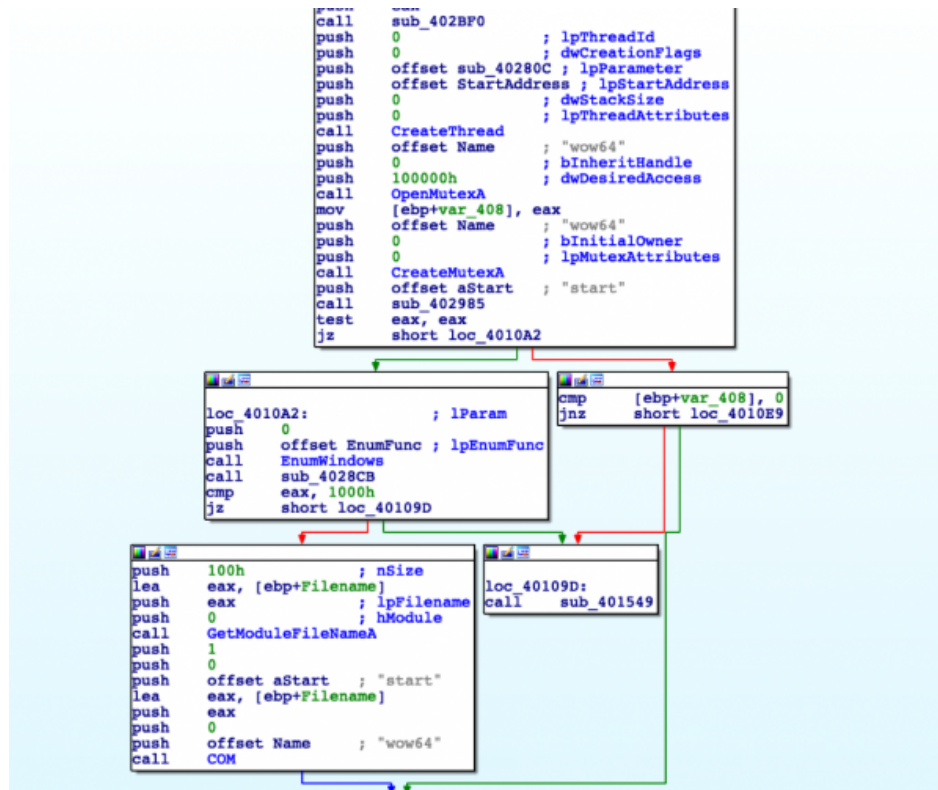 call sub_402BF0
push 0 ; lpThreadId
push 0 ; dwCreationFlags
push offset sub_40280C ; lpParameter
push offset StartAddress ; lpStartAddress
push 0 ; dwStackSize
push 0 ; lpThreadAttributes
call CreateThread
push offset Name ; "wow64"
push 0 ; bInheritHandle
push 100000h ; dwDesiredAccess
call OpenMutexA
mov [ebp+var_408], eax
push offset Name ; "wow64"
push 0 ; bInitialOwner
push 0 ; lpMutexAttributes
call CreateMutexA
push offset aStart ; "start"
call sub_402985
test eax, eax
jz short loc_4010A2
loc_4010A2: ; lParam
push 0
push offset EnumFunc ; lpEnumFunc
call EnumWindows
call sub_4028CB
cmp eax, 1000h
jz short loc_40109D
cmp [ebp+var_408], 0
jnz short loc_4010E9
push 100h ; nSize
lea eax, [ebp+Filename]
push eax ; lpFilename
push 0 ; hModule
call GetModuleFileNameA
push 1
push 0
push offset aStart ; "start"
lea eax, [ebp+Filename]
push eax
push 0
push offset Name ; "wow64"
call COM
loc_40109D:
call sub_401549